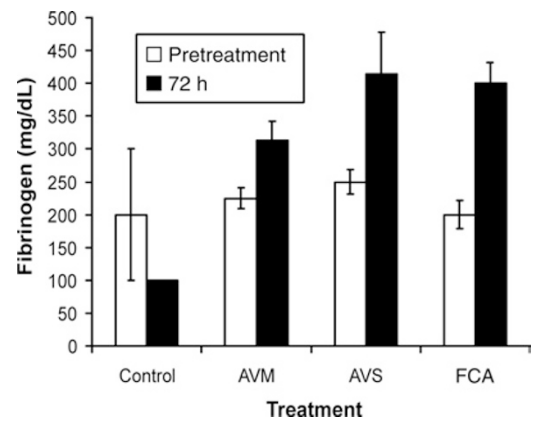 500
450
400
350
300
250
200
150
100
50
0
Fibrinogen (mg/dL)
Pretreatment
72 h
Control AVM AVS FCA
Treatment